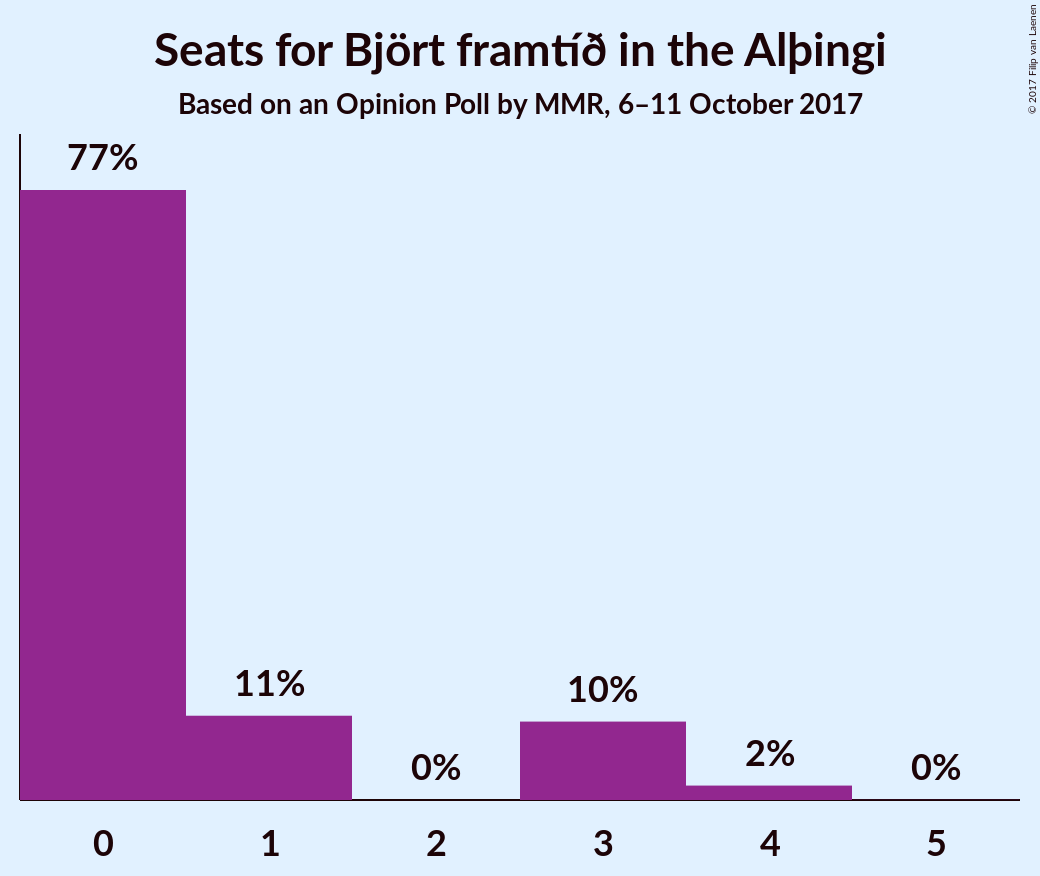 Seats for Björt framtíð in the Alþingi
Based on an Opinion Poll by MMR, 6–11 October 2017
© 2017 Filip van Laenen
77%
11%
0%
10%
2%
0%
0 1 2 3 4 5